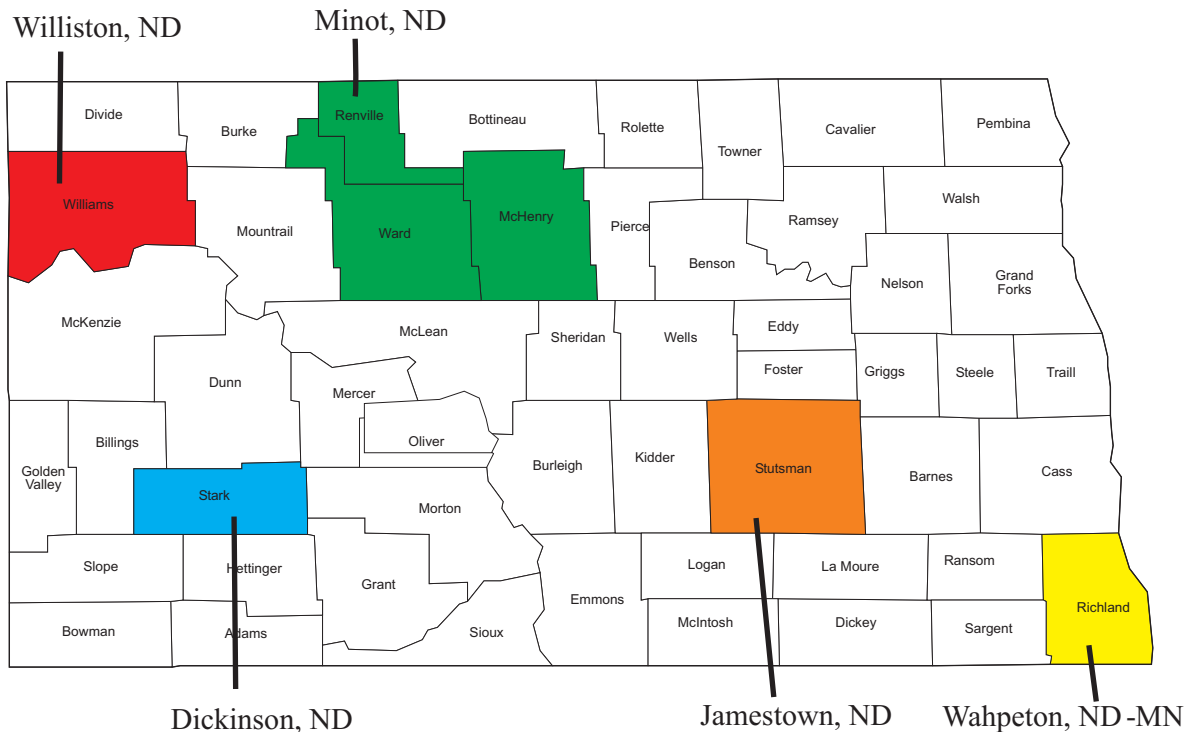 Williston, ND
Minot, ND
Divide
Burke
Renville
Bottineau
Rolette
Towner
Cavalier
Pembina
Williams
Mountrail
Ward
McHenry
Pierce
Benson
Ramsey
Walsh
Nelson
Grand
Forks
McKenzie
McLean
Sheridan
Wells
Eddy
Foster
Griggs
Steele
Traill
Dunn
Mercer
Oliver
Billings
Golden
Valley
Stark
Morton
Burleigh
Kidder
Stutsman
Barnes
Cass
Slope
Hettinger
Grant
Emmons
Logan
La Moure
Ransom
Richland
Bowman
Adams
Sioux
McIntosh
Dickey
Sargent
Dickinson, ND
Jamestown, ND
Wahpeton, ND -MN